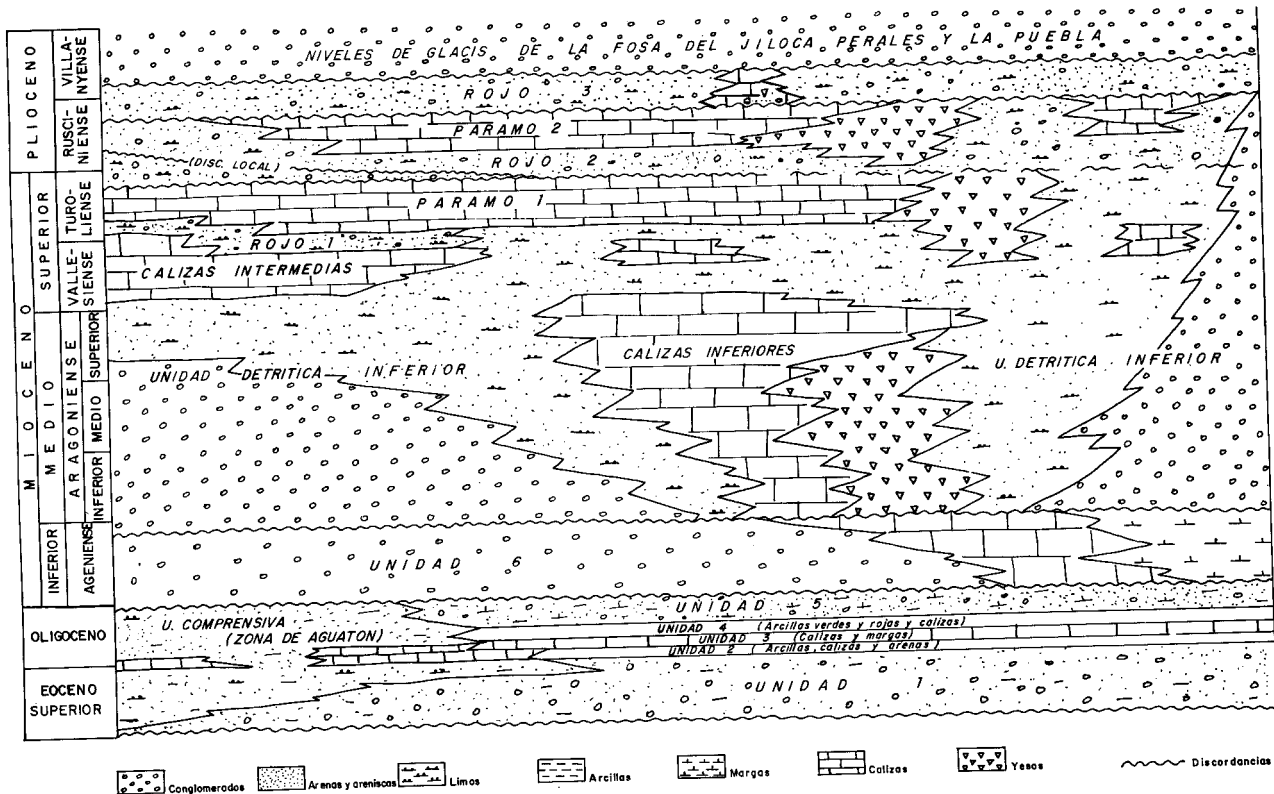 NIVELES DE GLACIS DE LA FOSA DEL JILOCA PERALES Y LA PUEBLA
PLIOCENO
VILLA-
NYENSE
ROJO 3
RUSCI-
NIENSE
PARAMO 2
(DISC. LOCAL)
ROJO 2
MIOCENO
SUPERIOR
TURO-
LIENSE
PARAMO 1
VALLE-
SIENSE
ROJO 1
CALIZAS INTERMEDIAS
MEDIO
ARAGONIENSE
SUPERIOR
CALIZAS INFERIORES
UNIDAD DETRITICA INFERIOR
U. DETRITICA INFERIOR
MEDIO
INFERIOR
INFERIOR
AGENIENSE
UNIDAD 6
OLIGOCENO
UNIDAD 5
U. COMPRENSIVA
(ZONA DE AGUATON)
UNIDAD 4 (Arcillas verdes y rojas y calizas)
UNIDAD 3 (Calizas y margas)
UNIDAD 2 (Arcillas, calizas y arenas)
EOCENO
SUPERIOR
UNIDAD 1
Conglomerados
Arenas y areniscas
Limos
Arcillas
Margas
Calizas
Yesos
Discordancias